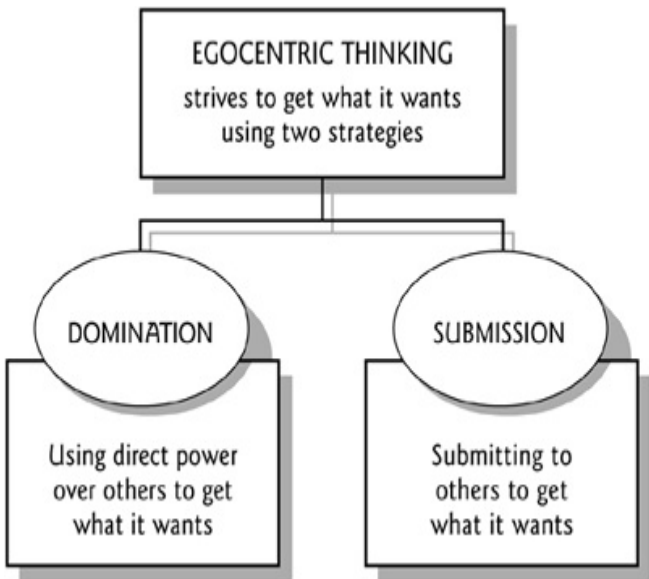 EGOCENTRIC THINKING
strives to get what it wants
using two strategies
DOMINATION
Using direct power
over others to get
what it wants
SUBMISSION
Submitting to
others to get
what it wants